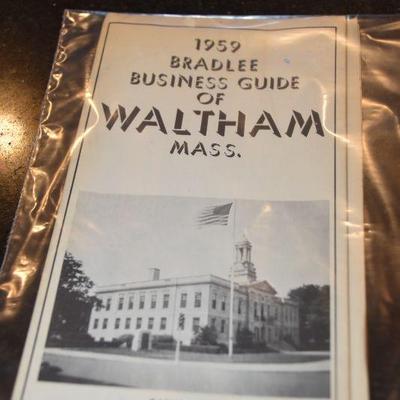 1959
BRADLEE
BUSINESS GUIDE
OF
WALTHAM
MASS.